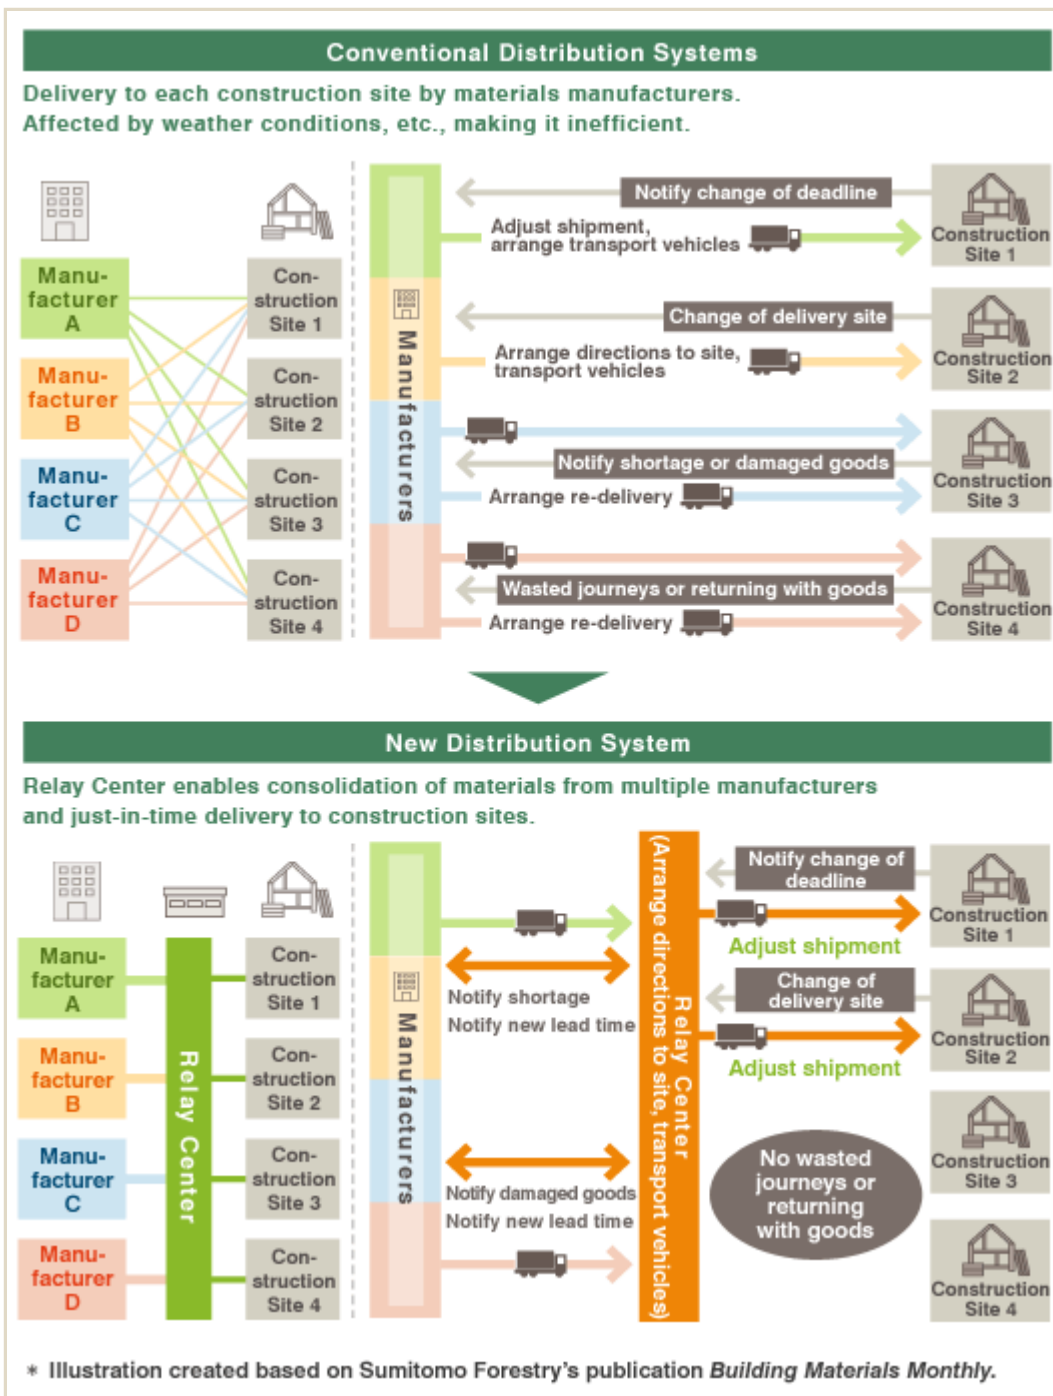 Conventional Distribution Systems
Delivery to each construction site by materials manufacturers.
Affected by weather conditions, etc., making it inefficient.
Manu-
facturer
A
Manu-
facturer
B
Manu-
facturer
C
Manu-
facturer
D
Con-
struction
Site 1
Con-
struction
Site 2
Con-
struction
Site 3
Con-
struction
Site 4
Manufacturers
Notify change of deadline
Adjust shipment,
arrange transport vehicles
Construction
Site 1
Change of delivery site
Arrange directions to site,
transport vehicles
Construction
Site 2
Notify shortage or damaged goods
Arrange re-delivery
Construction
Site 3
Wasted journeys or returning with goods
Arrange re-delivery
Construction
Site 4
New Distribution System
Relay Center enables consolidation of materials from multiple manufacturers
and just-in-time delivery to construction sites.
Manu-
facturer
A
Manu-
facturer
B
Manu-
facturer
C
Manu-
facturer
D
Relay Center
Con-
struction
Site 1
Con-
struction
Site 2
Con-
struction
Site 3
Con-
struction
Site 4
Manufacturers
Notify shortage
Notify new lead time
Notify damaged goods
Notify new lead time
Relay Center
(Arrange directions to site, transport vehicles)
Notify change of
deadline
Adjust shipment
Construction
Site 1
Change of
delivery site
Adjust shipment
Construction
Site 2
No wasted
journeys or
returning
with goods
Construction
Site 3
Construction
Site 4
* Illustration created based on Sumitomo Forestry's publication Building Materials Monthly.